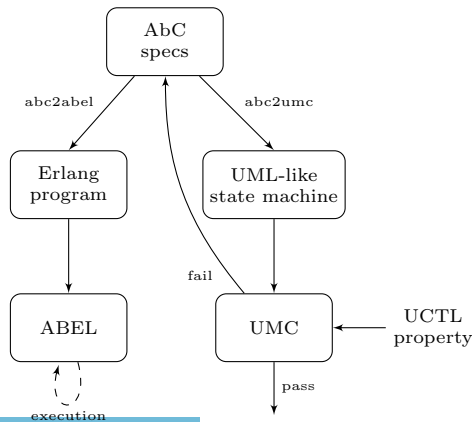 AbC
specs
abc2abel
abc2umc
Erlang
program
UML-like
state machine
fail
ABEL
UMC
UCTL
property
pass
execution